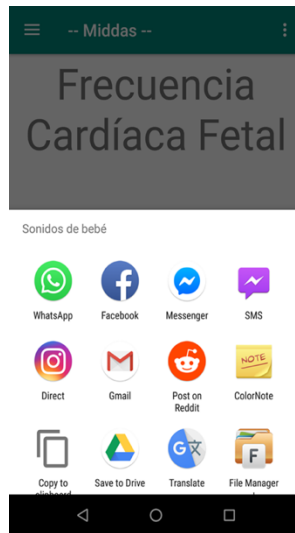 -- Middas --
Frecuencia
Cardíaca Fetal
Sonidos de bebé
WhatsApp Facebook Messenger SMS
NOTE
Direct Gmail Post on Reddit ColorNote
G
F
Copy to clipboard Save to Drive Translate File Manager